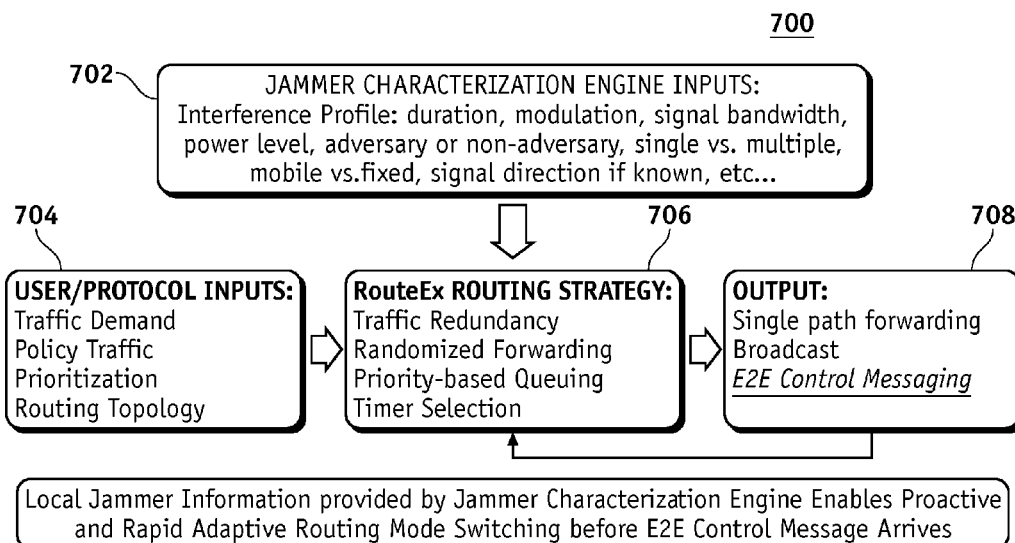 700
702
JAMMER CHARACTERIZATION ENGINE INPUTS:
Interference Profile: duration, modulation, signal bandwidth,
power level, adversary or non-adversary, single vs. multiple,
mobile vs.fixed, signal direction if known, etc...
704
USER/PROTOCOL INPUTS:
Traffic Demand
Policy Traffic
Prioritization
Routing Topology
706
RouteEx ROUTING STRATEGY:
Traffic Redundancy
Randomized Forwarding
Priority-based Queuing
Timer Selection
708
OUTPUT:
Single path forwarding
Broadcast
E2E Control Messaging
Local Jammer Information provided by Jammer Characterization Engine Enables Proactive
and Rapid Adaptive Routing Mode Switching before E2E Control Message Arrives